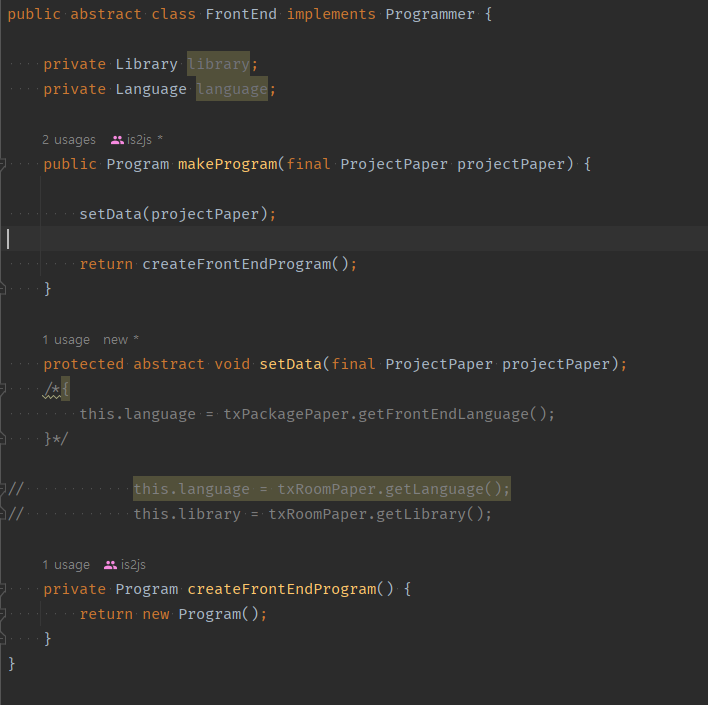 public abstract class FrontEnd implements Programmer {
private Library library;
private Language language;
2 usages is2js *
public Program makeProgram(final ProjectPaper projectPaper) {
setData(projectPaper);
return createFrontEndProgram();
}
1 usage new *
protected abstract void setData(final ProjectPaper projectPaper);
/*{
this.language = txPackagePaper.getFrontEndLanguage();
}*/
// this.language = txRoomPaper.getLanguage();
// this.library = txRoomPaper.getLibrary();
1 usage is2js
private Program createFrontEndProgram() {
return new Program();
}
}